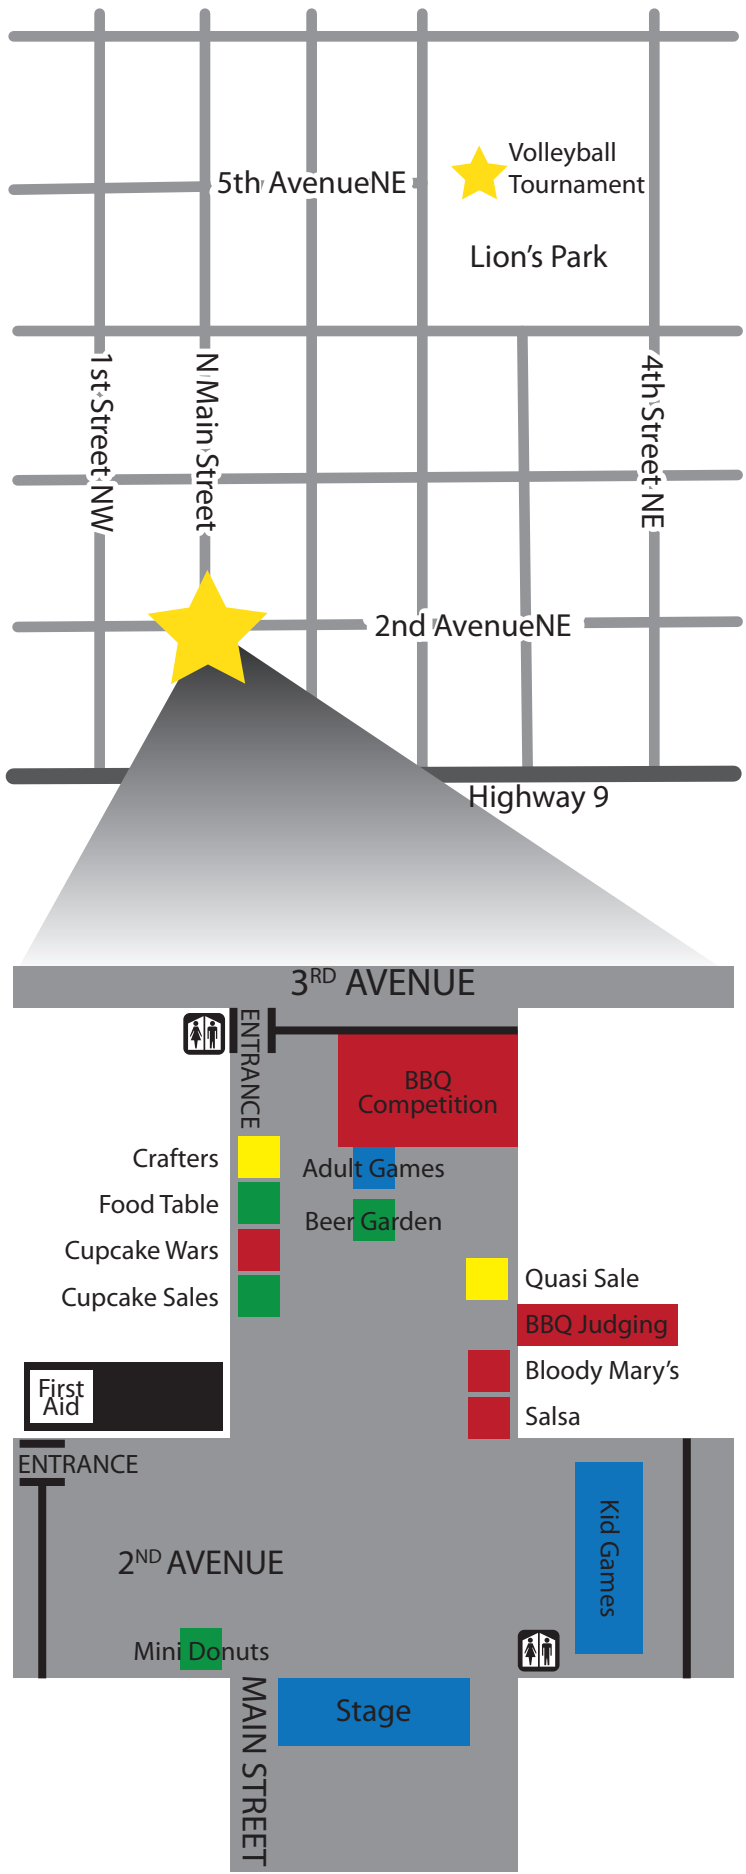 Volleyball
Tournament
5th AvenueNE
Lion's Park
1st Street NW
N Main Street
4th Street NE
2nd AvenueNE
Highway 9
3RD AVENUE
ENTRANCE
BBQ
Competition
Crafters
Adult Games
Food Table
Beer Garden
Cupcake Wars
Quasi Sale
Cupcake Sales
BBQ Judging
Bloody Mary's
First
Aid
Salsa
ENTRANCE
Kid Games
2ND AVENUE
Mini Donuts
MAIN STREET
Stage